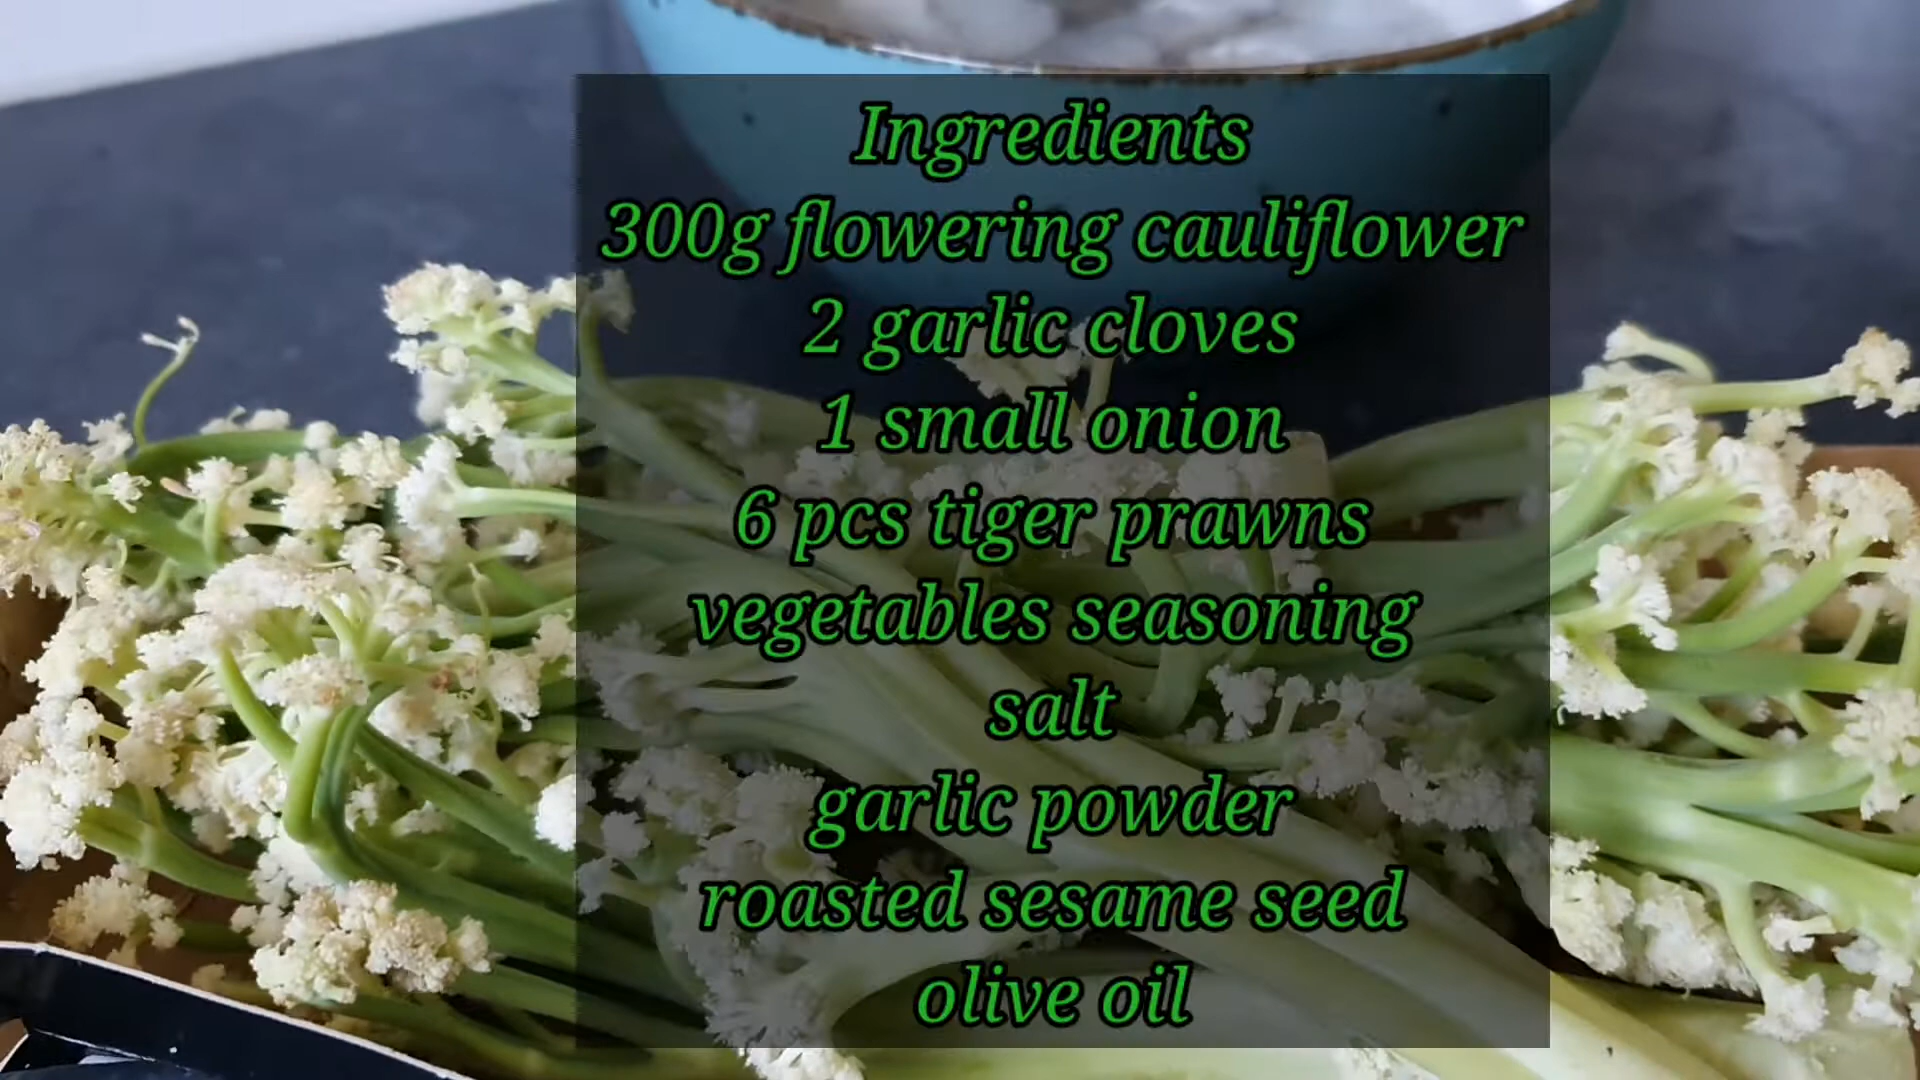 Ingredients
300g flowering cauliflower
2 garlic cloves
1 small onion
6 pcs tiger prawns
vegetables seasoning
salt
garlic powder
roasted sesame seed
olive oil